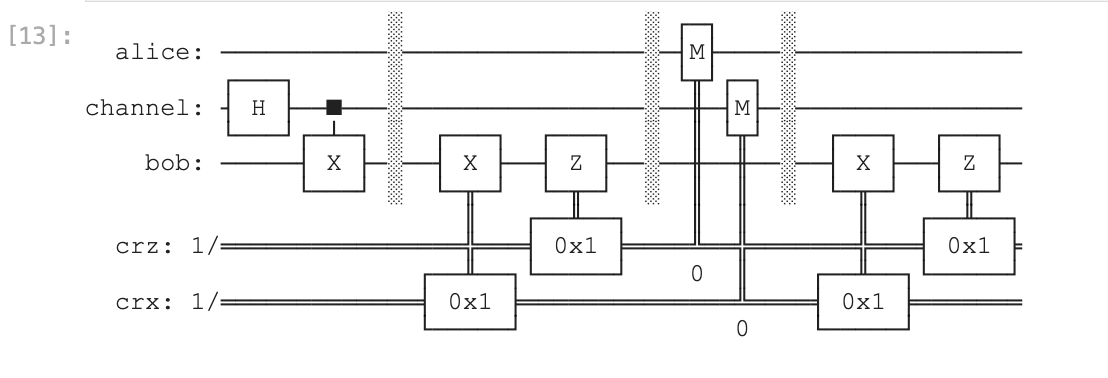 [13]:
alice: M
channel: H M
bob: X X Z X Z
crz: 1/ 0x1 0x1
0
crx: 1/ 0x1 0x1
0